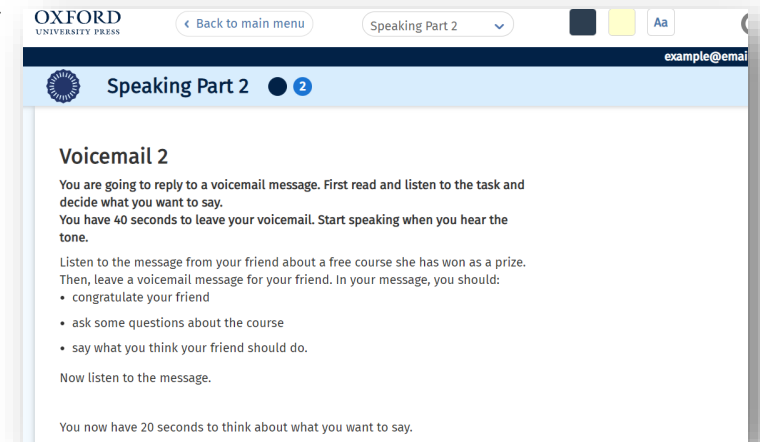 OXFORD
UNIVERSITY PRESS
‹ Back to main menu
Speaking Part 2
Aa
example@emai
Speaking Part 2
2
Voicemail 2
You are going to reply to a voicemail message. First read and listen to the task and
decide what you want to say.
You have 40 seconds to leave your voicemail. Start speaking when you hear the
tone.
Listen to the message from your friend about a free course she has won as a prize.
Then, leave a voicemail message for your friend. In your message, you should:
• congratulate your friend
• ask some questions about the course
• say what you think your friend should do.
Now listen to the message.
You now have 20 seconds to think about what you want to say.